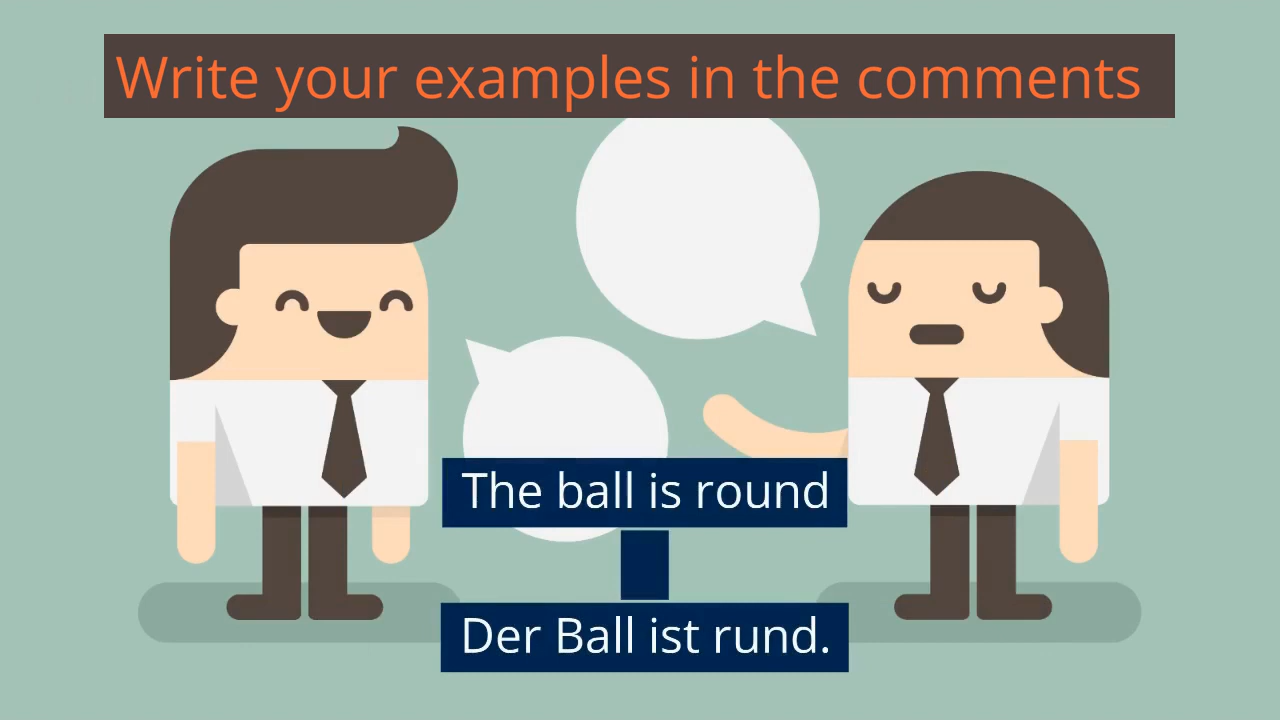 Write your examples in the comments
The ball is round
Der Ball ist rund.